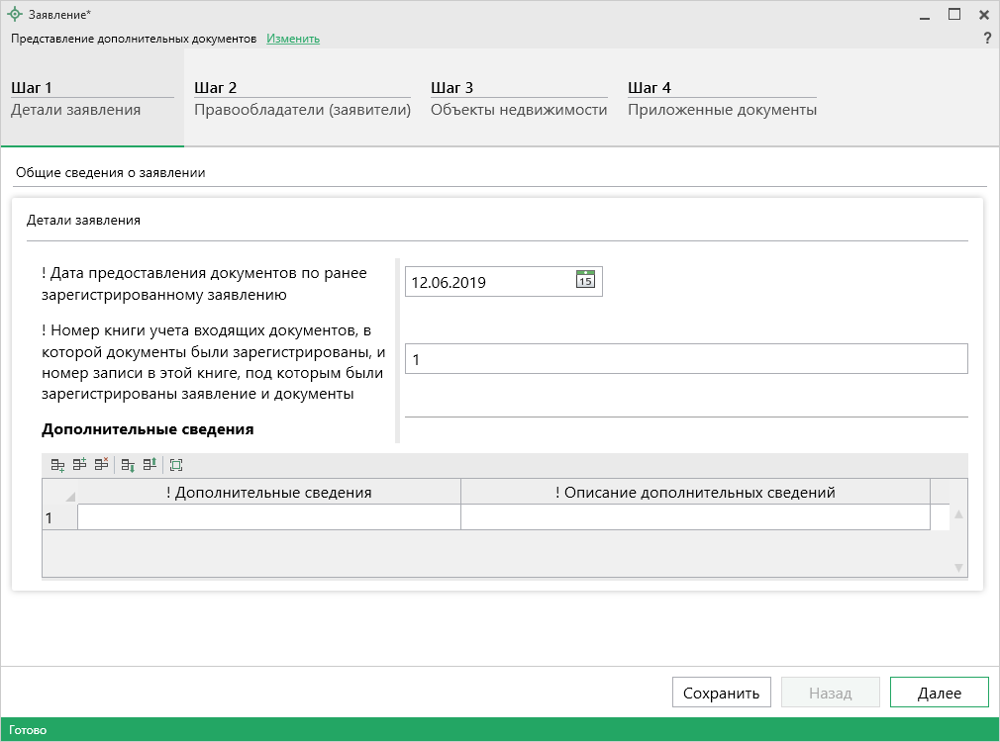 Заявление*
Представление дополнительных документов Изменить
?
Шаг 1
Детали заявления
Шаг 2
Правообладатели (заявители)
Шаг 3
Объекты недвижимости
Шаг 4
Приложенные документы
Общие сведения о заявлении
Детали заявления
! Дата предоставления документов по ранее
зарегистрированному заявлению
12.06.2019
15
! Номер книги учета входящих документов, в
которой документы были зарегистрированы, и
номер записи в этой книге, под которым были
зарегистрированы заявление и документы
1
Дополнительные сведения
! Дополнительные сведения
! Описание дополнительных сведений
1
Сохранить
Назад
Далее
Готово